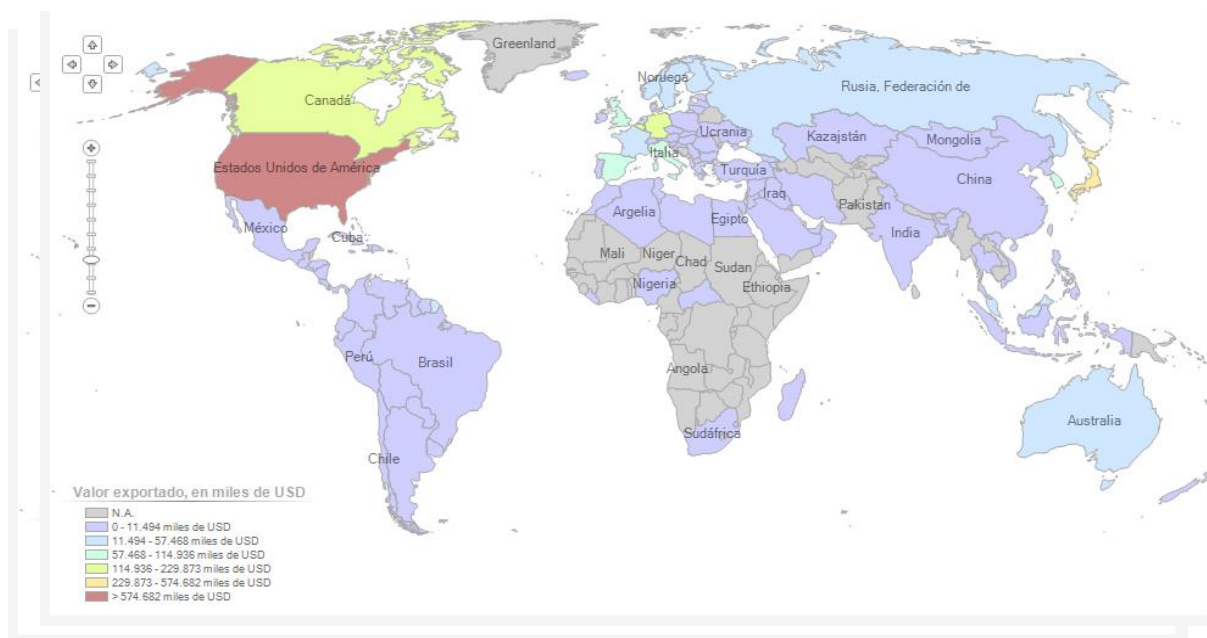 Greenland
Noruega
Rusia, Federación de
Canadá
Ucrania
Kazajstán
Mongolia
Italia
Estados Unidos de América
Turquía
China
Iraq
Pakistan
Argelia
Egipto
México
Cuba
India
Mali
Niger
Chad
Sudan
Nigeria
Ethiopia
Perú
Brasil
Angola
Australia
Sudáfrica
Chile
Valor exportado, en miles de USD
N.A.
0 - 11.494 miles de USD
11.494 - 57.468 miles de USD
57.468 - 114.936 miles de USD
114.936 - 229.873 miles de USD
229.873 - 574.682 miles de USD
> 574.682 miles de USD